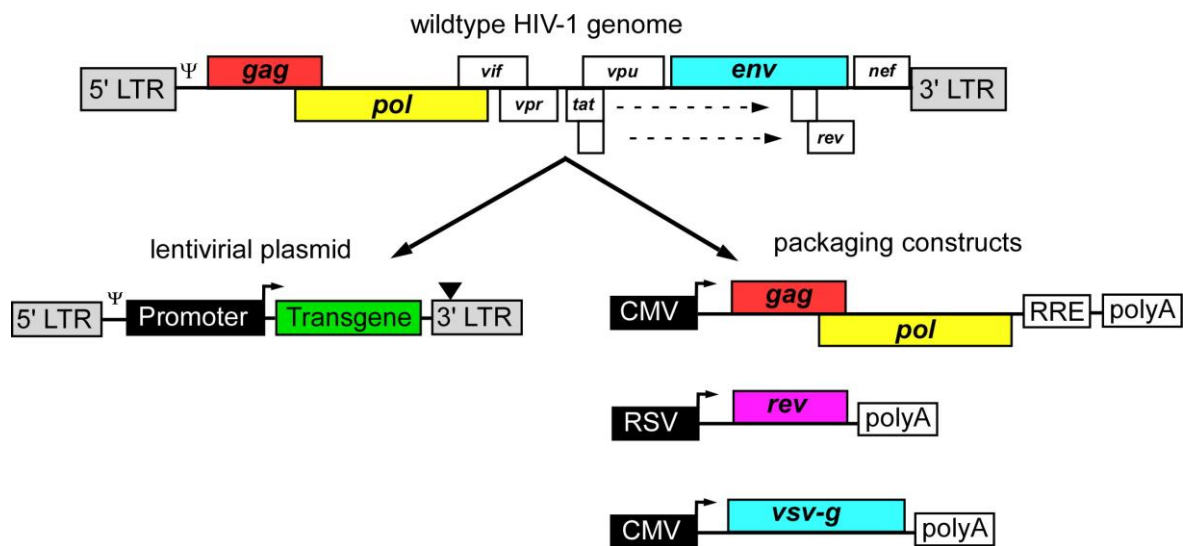 wildtype HIV-1 genome
5' LTR Ψ gag pol vif vpr tat vpu env rev nef 3' LTR
lentivirial plasmid
5' LTR Ψ Promoter Transgene 3' LTR
packaging constructs
CMV gag pol RRE polyA
RSV rev polyA
CMV vsv-g polyA